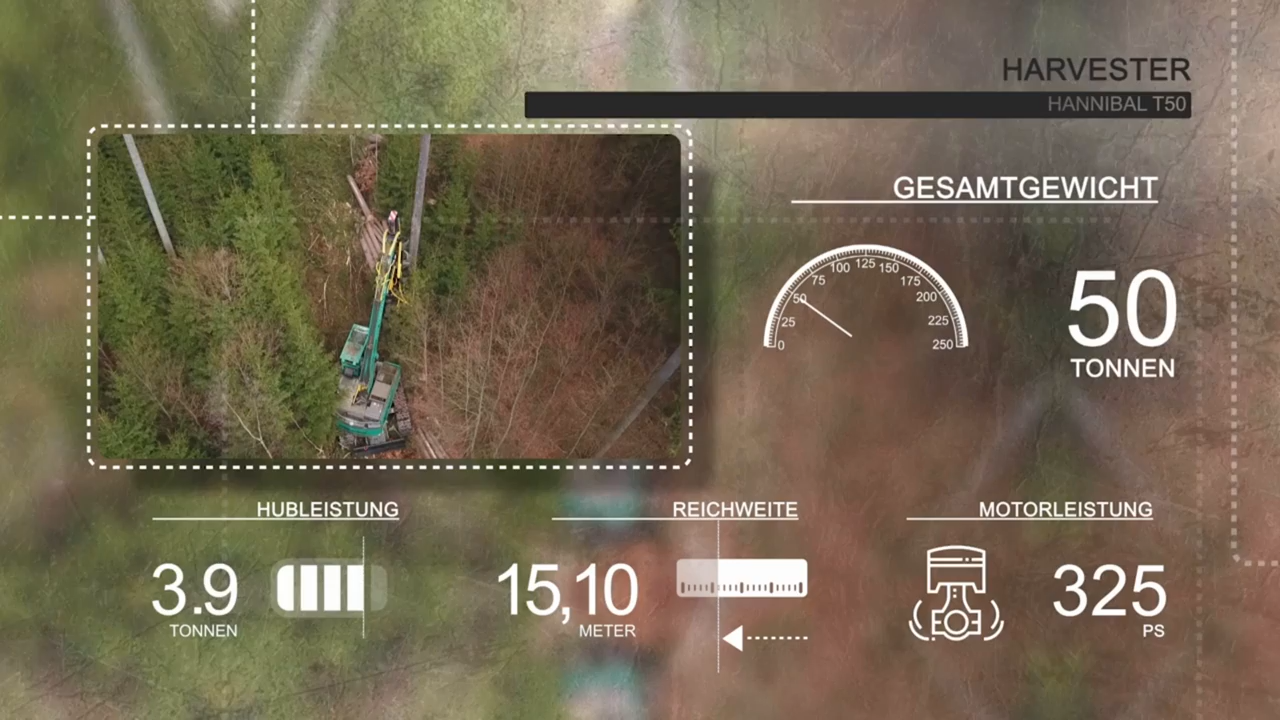 HARVESTER
HANNIBAL T50
GESAMTGEWICHT
0 25 50 75 100 125 150 175 200 225 250
50
TONNEN
HUBLEISTUNG
3.9
TONNEN
REICHWEITE
15,10
METER
MOTORLEISTUNG
325
PS